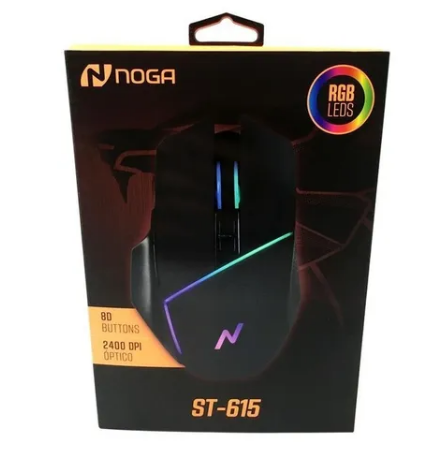 NOGA
RGB
LEDS
8D
BUTTONS
2400 DPI
ÓPTICO
ST-615